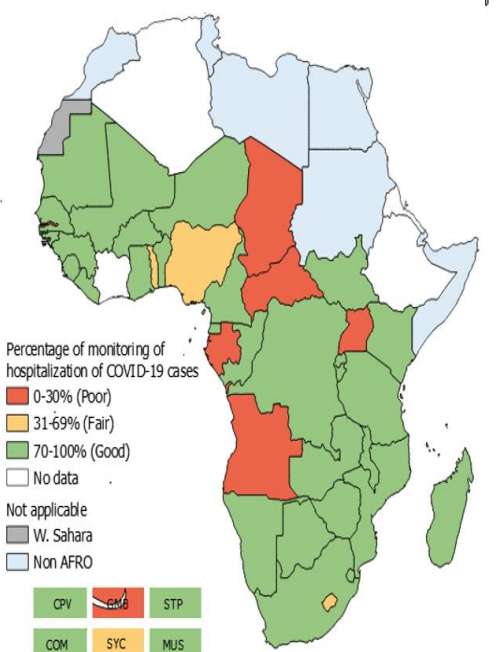 Percentage of monitoring of
hospitalization of COVID-19 cases
0-30% (Poor)
31-69% (Fair)
70-100% (Good)
No data
Not applicable
W. Sahara
Non AFRO
CPV GMB STP
COM SYC MUS